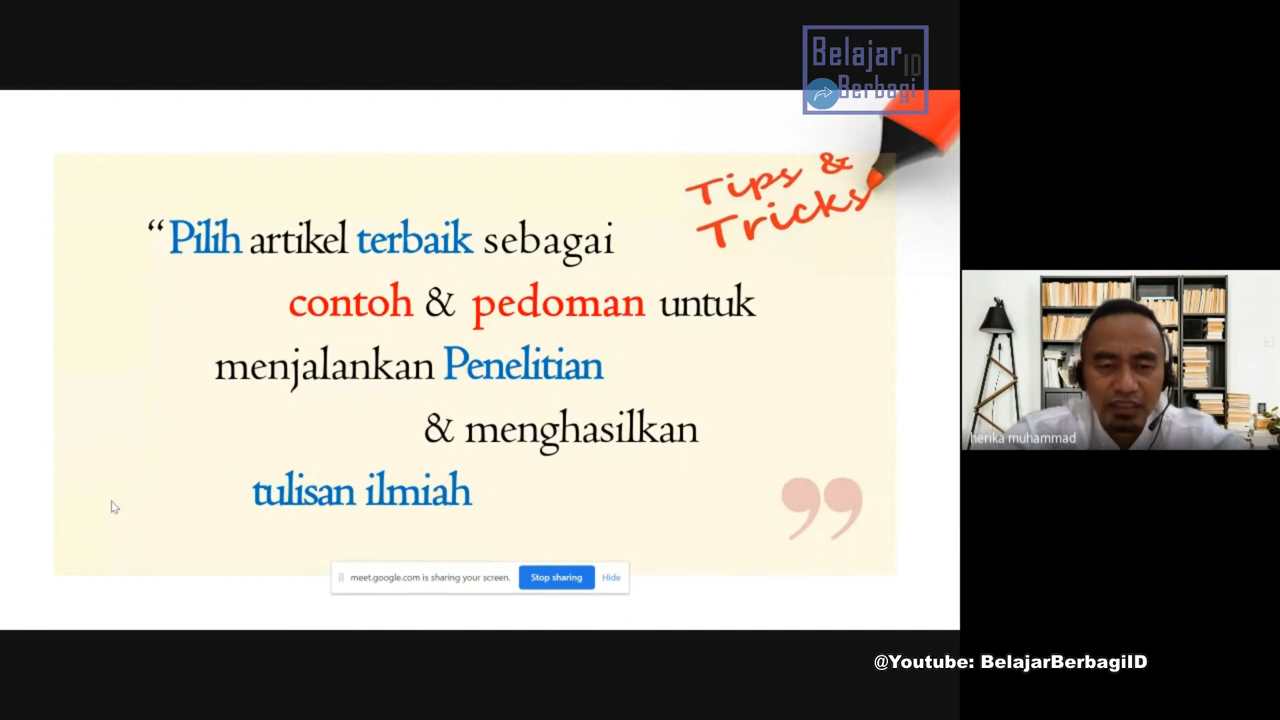 Belajar
ID
Berbagi
Tips &
Tricks
“Pilih artikel terbaik sebagai
contoh & pedoman untuk
menjalankan Penelitian
& menghasilkan
tulisan ilmiah
”
meet.google.com is sharing your screen. Stop sharing Hide
herika muhammad
@Youtube: BelajarBerbagiID